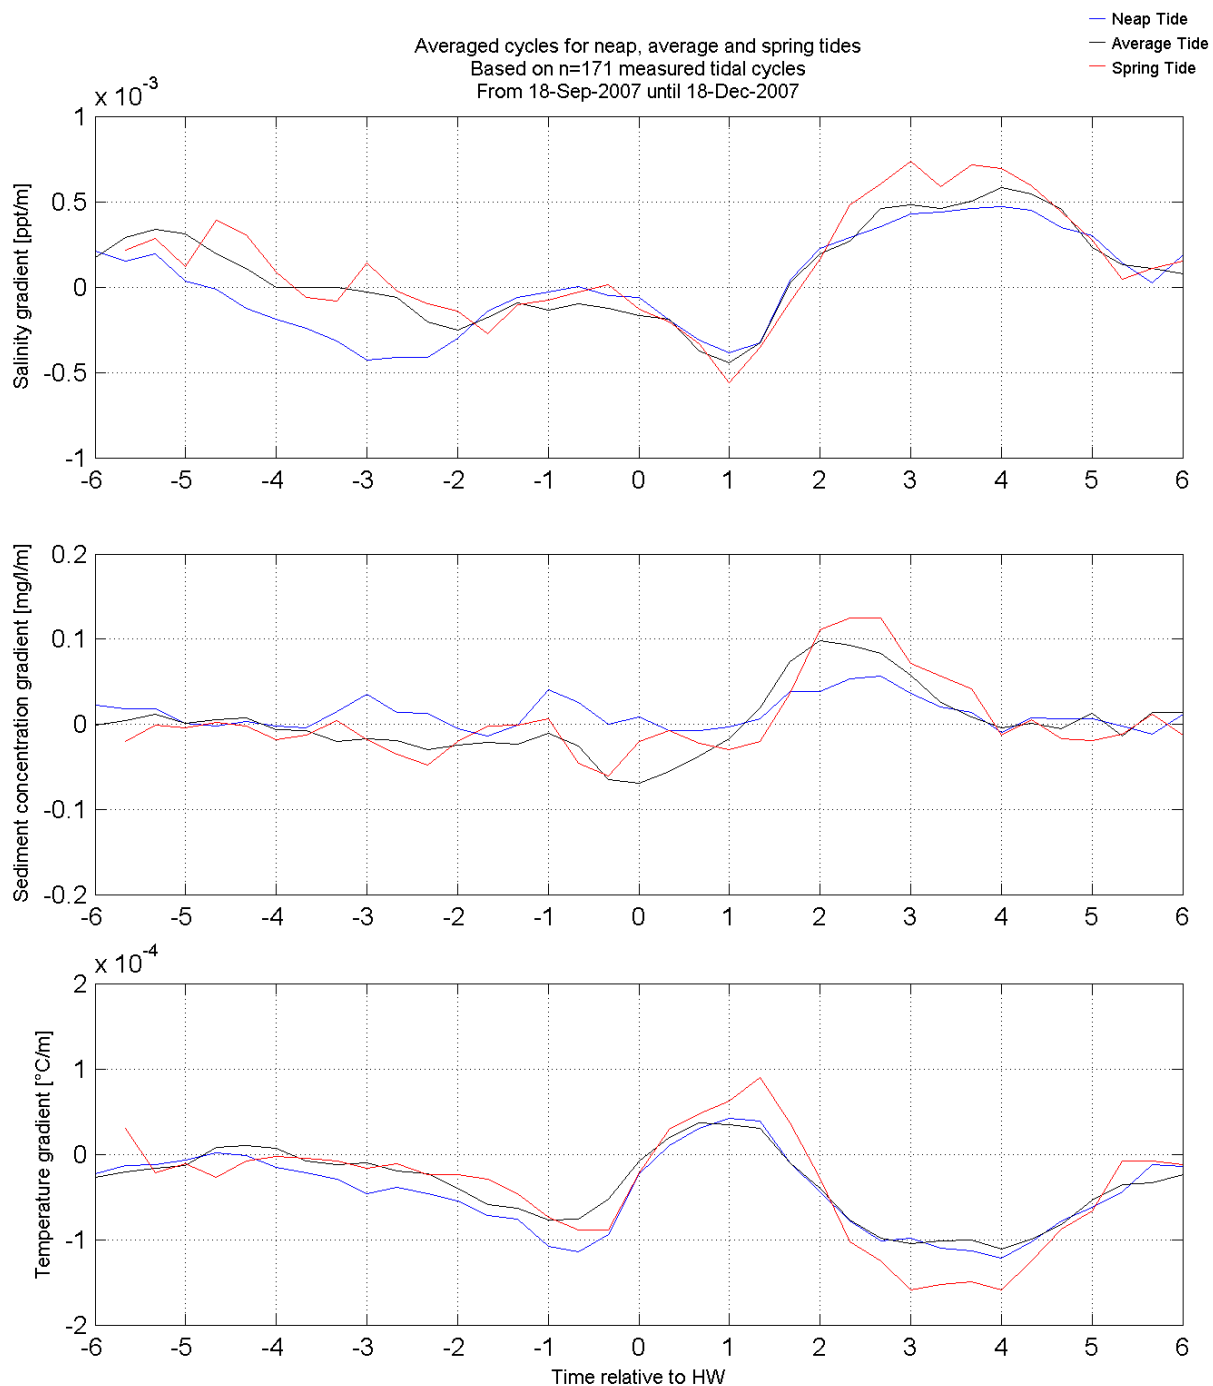 Neap Tide
Average Tide
Spring Tide
Averaged cycles for neap, average and spring tides
Based on n=171 measured tidal cycles
From 18-Sep-2007 until 18-Dec-2007
x 10^-3
1
0.5
0
-0.5
-1
Salinity gradient [ppt/m]
-6 -5 -4 -3 -2 -1 0 1 2 3 4 5 6
0.2
0.1
0
-0.1
-0.2
Sediment concentration gradient [mg/l/m]
-6 -5 -4 -3 -2 -1 0 1 2 3 4 5 6
x 10^-4
2
1
0
-1
-2
Temperature gradient [°C/m]
-6 -5 -4 -3 -2 -1 0 1 2 3 4 5 6
Time relative to HW